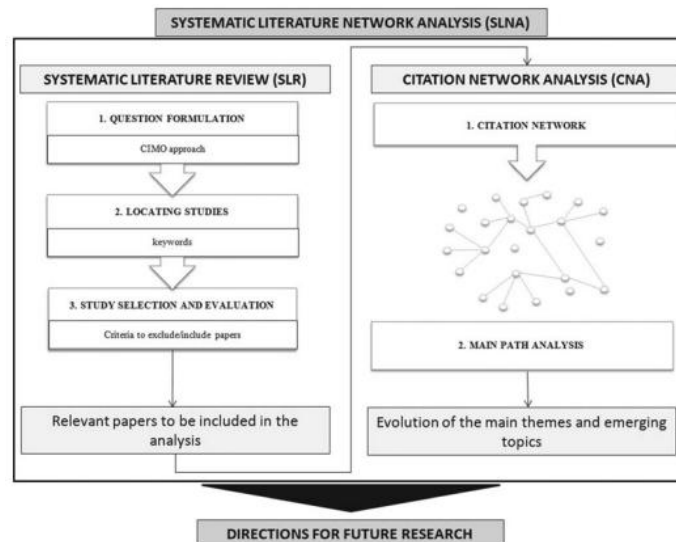 SYSTEMATIC LITERATURE NETWORK ANALYSIS (SLNA)
SYSTEMATIC LITERATURE REVIEW (SLR)
1. QUESTION FORMULATION
CIMO approach
2. LOCATING STUDIES
keywords
3. STUDY SELECTION AND EVALUATION
Criteria to exclude/include papers
Relevant papers to be included in the
analysis
CITATION NETWORK ANALYSIS (CNA)
1. CITATION NETWORK
2. MAIN PATH ANALYSIS
Evolution of the main themes and emerging
topics
DIRECTIONS FOR FUTURE RESEARCH